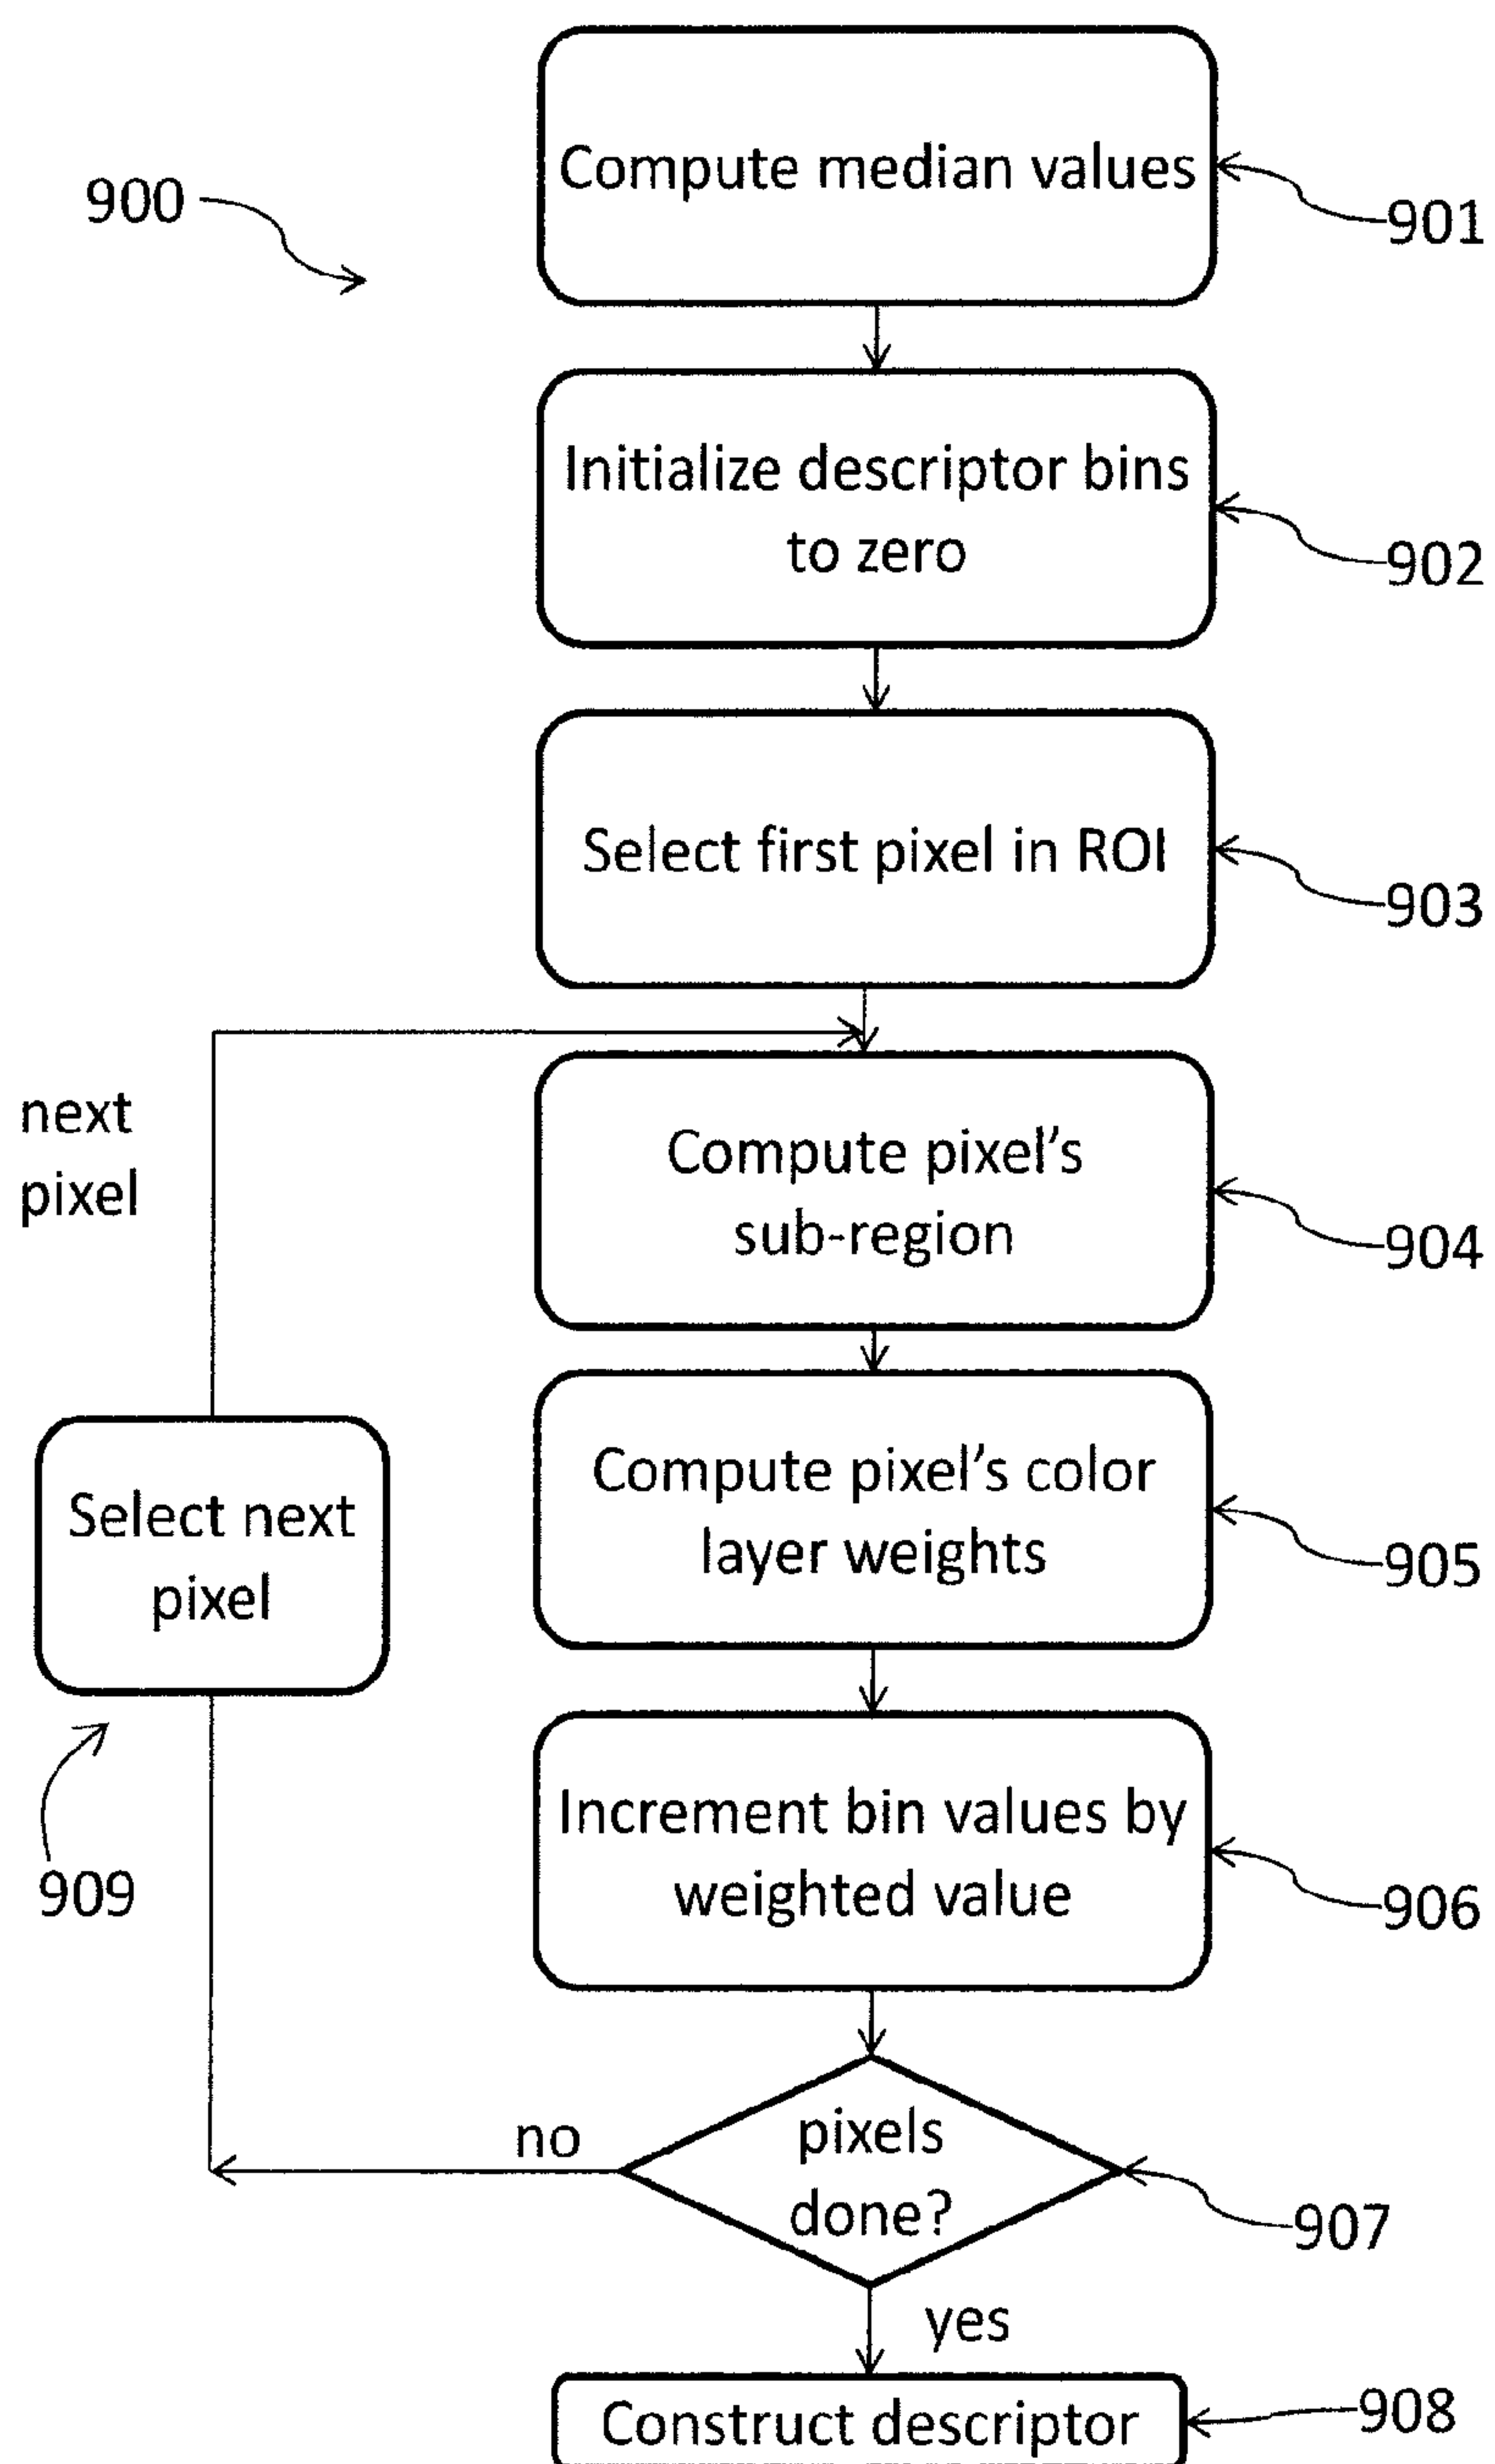 900
Compute median values
901
Initialize descriptor bins
to zero
902
Select first pixel in ROI
903
next
pixel
Compute pixel's
sub-region
904
Select next
pixel
Compute pixel's color
layer weights
905
909
Increment bin values by
weighted value
906
no
pixels
done?
907
yes
Construct descriptor
908